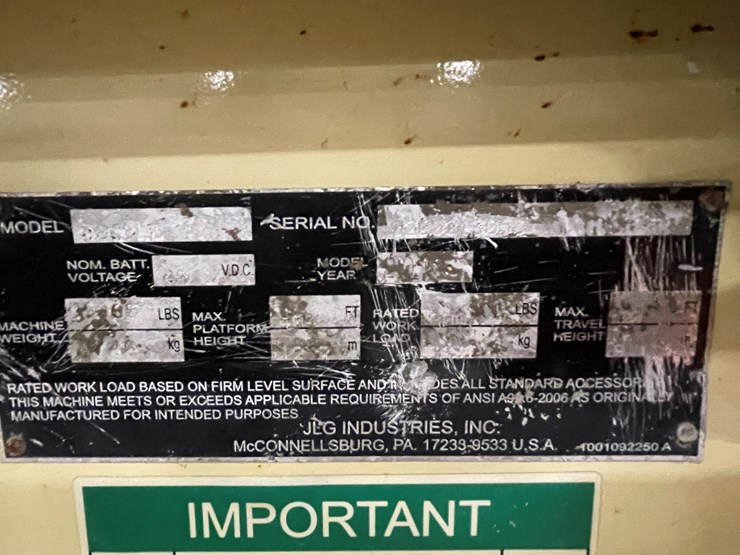 MODEL SERIAL NO.
NOM. BATT. VOLTAGE V.D.C. MODEL YEAR
MACHINE WEIGHT LBS kg MAX. PLATFORM HEIGHT FT m RATED WORK LOAD LBS kg MAX. TRAVEL HEIGHT FT
RATED WORK LOAD BASED ON FIRM LEVEL SURFACE AND ALL STANDARD
THIS MACHINE MEETS OR EXCEEDS APPLICABLE REQUIREMENTS OF ANSI AS ORIGINALLY
MANUFACTURED FOR INTENDED PURPOSES
JLG INDUSTRIES, INC.
McCONNELLSBURG, PA. 17233-9533 U.S.A. 1001092250 A
IMPORTANT